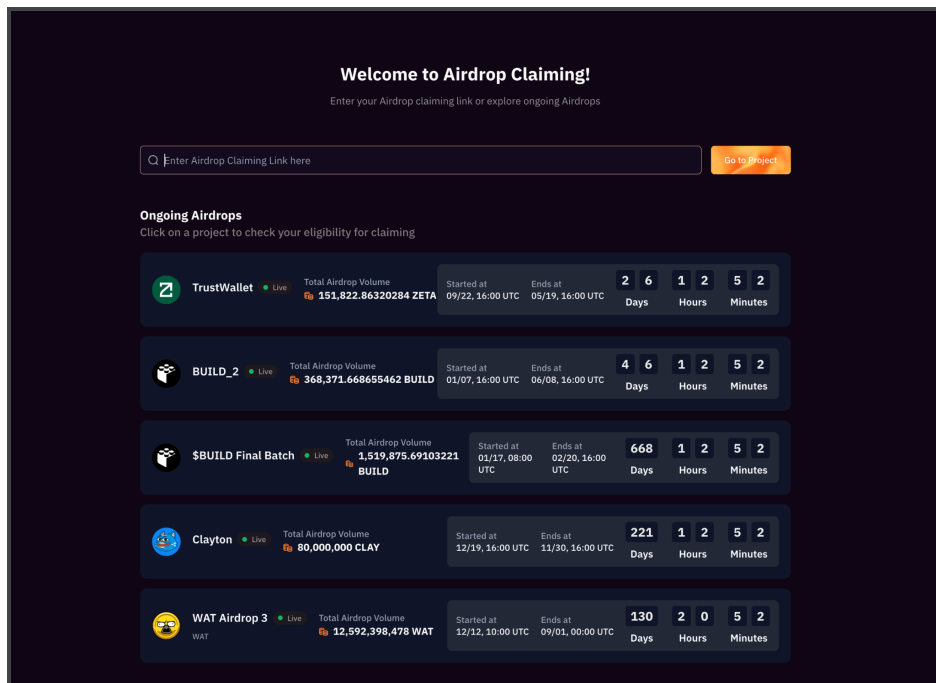 Welcome to Airdrop Claiming!
Enter your Airdrop claiming link or explore ongoing Airdrops
Enter Airdrop Claiming Link here
Go to Project
Ongoing Airdrops
Click on a project to check your eligibility for claiming
TrustWallet
Live
Total Airdrop Volume
151,822.86320284 ZETA
Started at
09/22, 16:00 UTC
Ends at
05/19, 16:00 UTC
2 6
Days
1 2
Hours
5 2
Minutes
BUILD_2
Live
Total Airdrop Volume
368,371.668655462 BUILD
Started at
01/07, 16:00 UTC
Ends at
06/08, 16:00 UTC
4 6
Days
1 2
Hours
5 2
Minutes
$BUILD Final Batch
Live
Total Airdrop Volume
1,519,875.69103221
BUILD
Started at
01/17, 08:00
UTC
Ends at
02/20, 16:00
UTC
668
Days
1 2
Hours
5 2
Minutes
Clayton
Live
Total Airdrop Volume
80,000,000 CLAY
Started at
12/19, 16:00 UTC
Ends at
11/30, 16:00 UTC
221
Days
1 2
Hours
5 2
Minutes
WAT Airdrop 3
Live
WAT
Total Airdrop Volume
12,592,398,478 WAT
Started at
12/12, 10:00 UTC
Ends at
09/01, 00:00 UTC
130
Days
2 0
Hours
5 2
Minutes